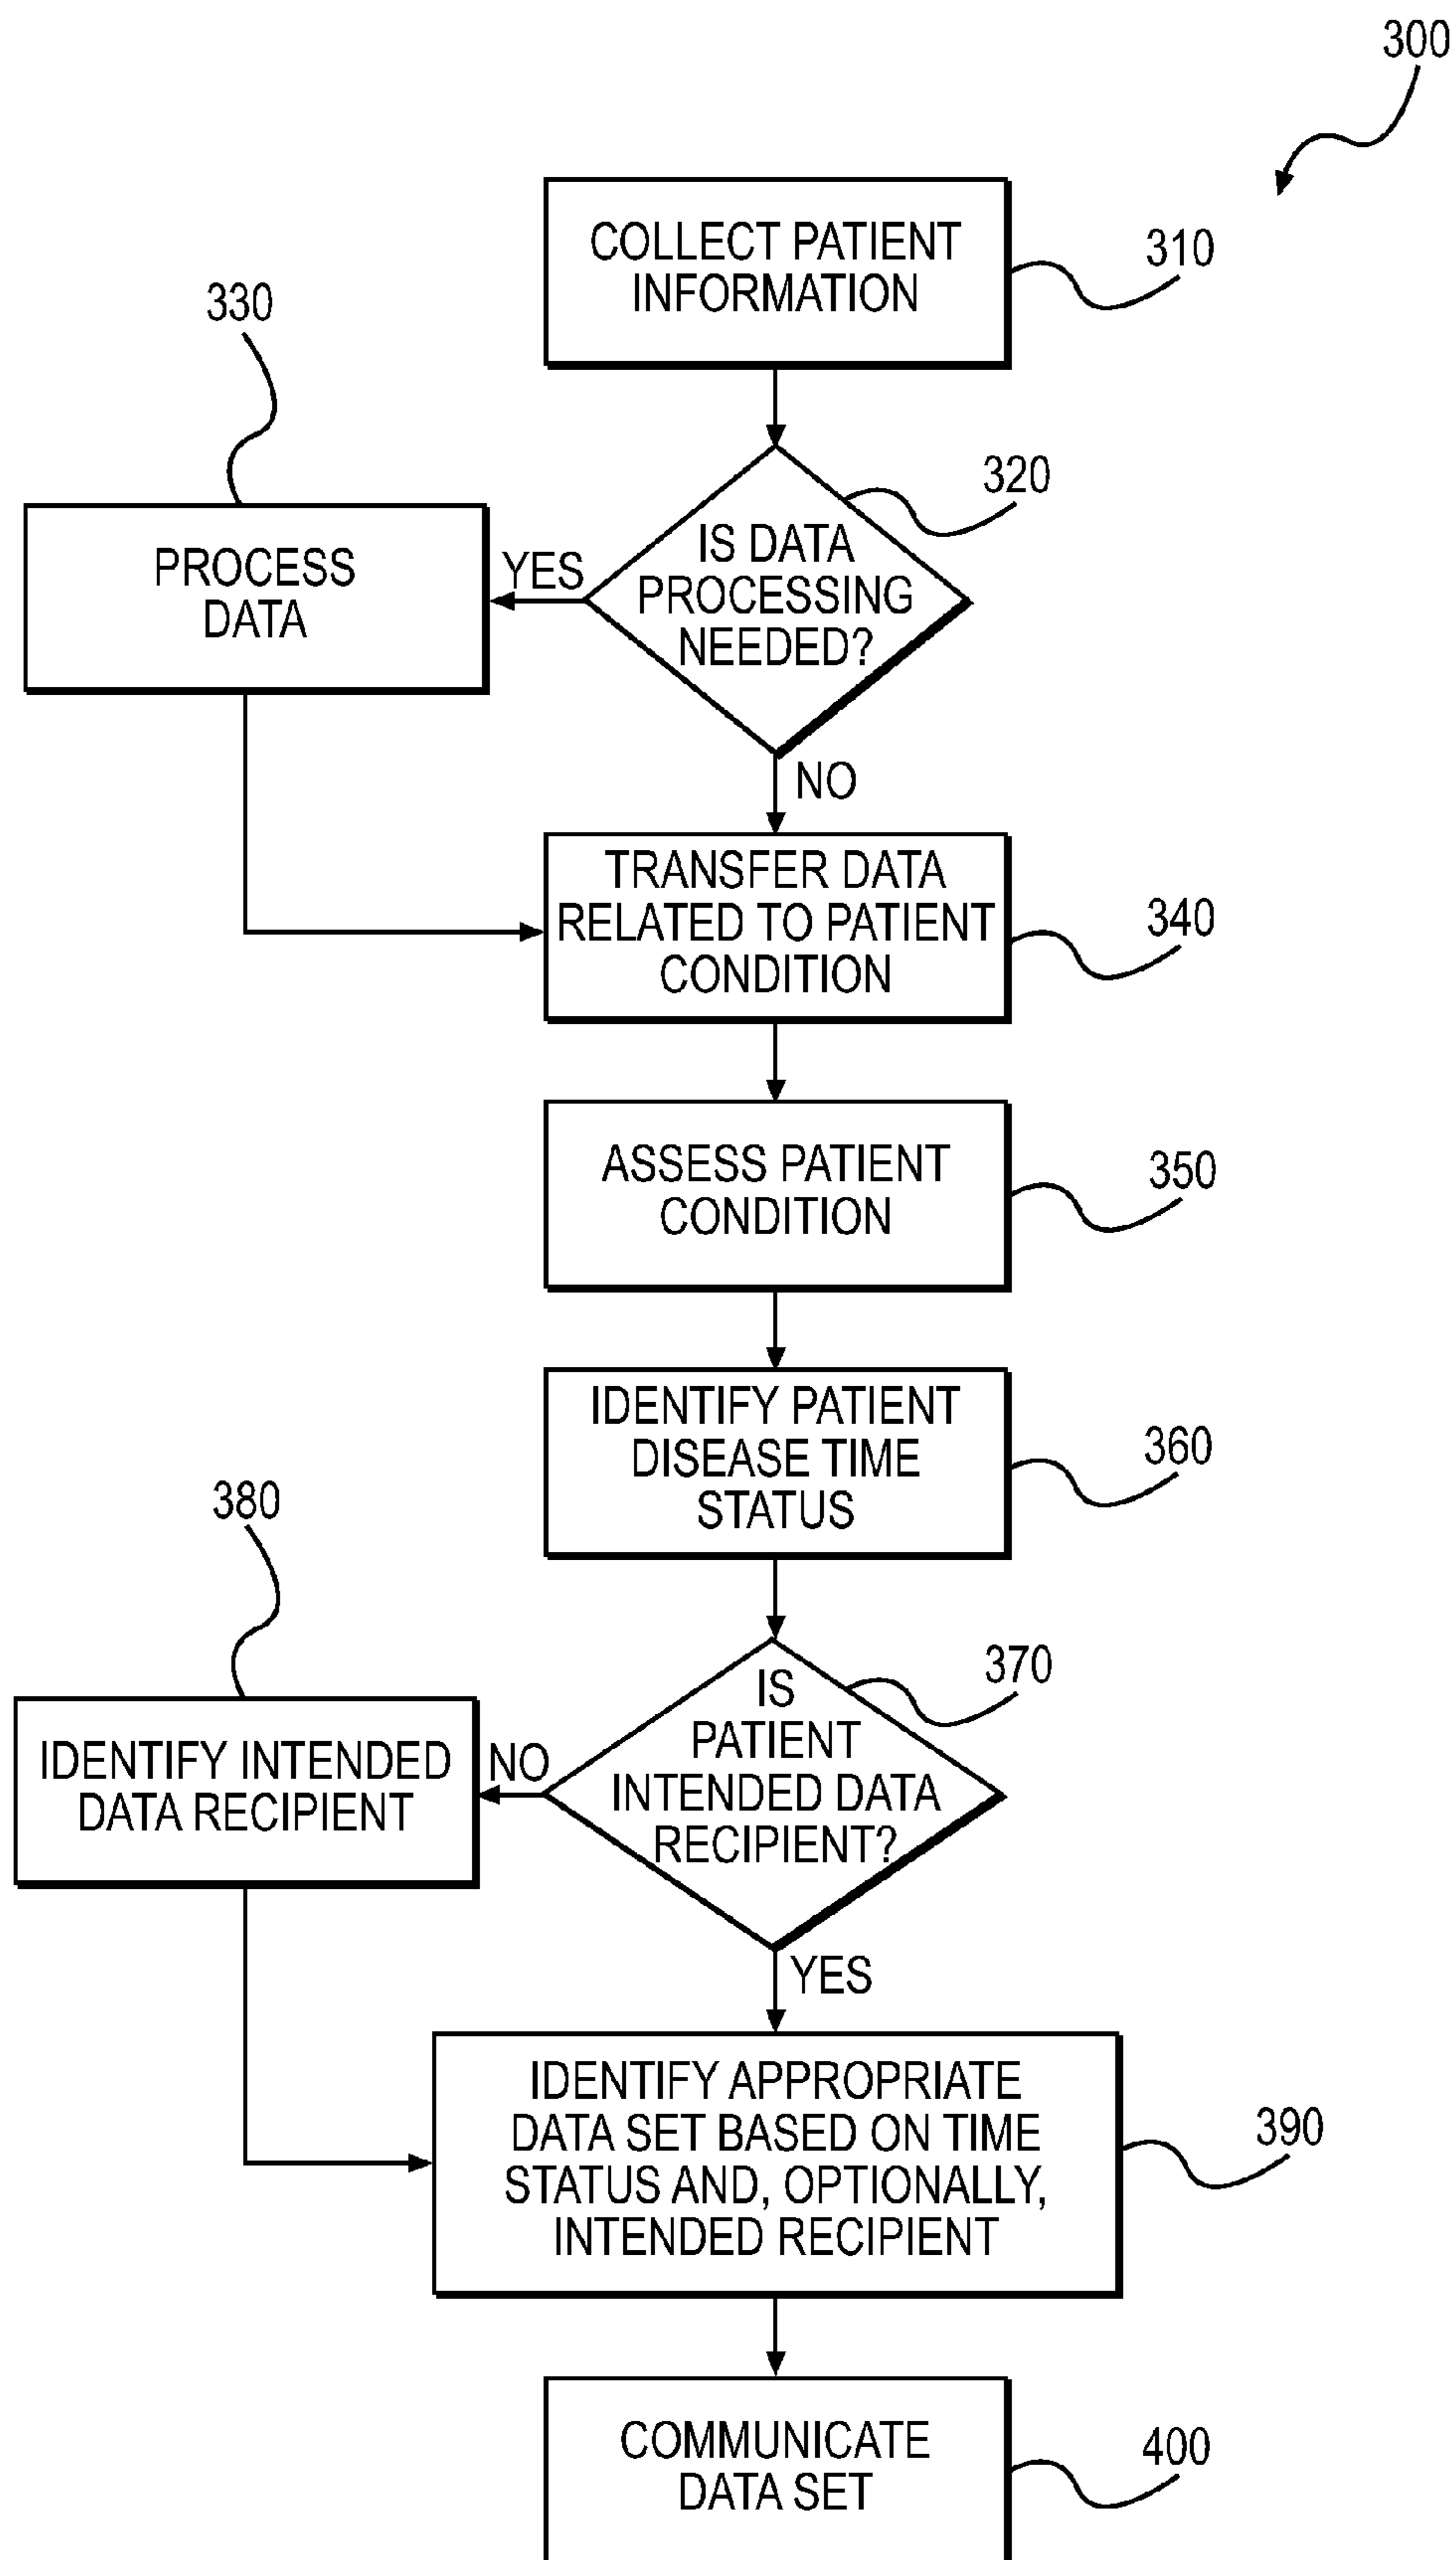 300
COLLECT PATIENT
INFORMATION
310
330
320
IS DATA
PROCESSING
NEEDED?
YES
PROCESS
DATA
NO
TRANSFER DATA
RELATED TO PATIENT
CONDITION
340
ASSESS PATIENT
CONDITION
350
IDENTIFY PATIENT
DISEASE TIME
STATUS
360
380
370
IS
PATIENT
INTENDED DATA
RECIPIENT?
NO
IDENTIFY INTENDED
DATA RECIPIENT
YES
IDENTIFY APPROPRIATE
DATA SET BASED ON TIME
STATUS AND, OPTIONALLY,
INTENDED RECIPIENT
390
COMMUNICATE
DATA SET
400